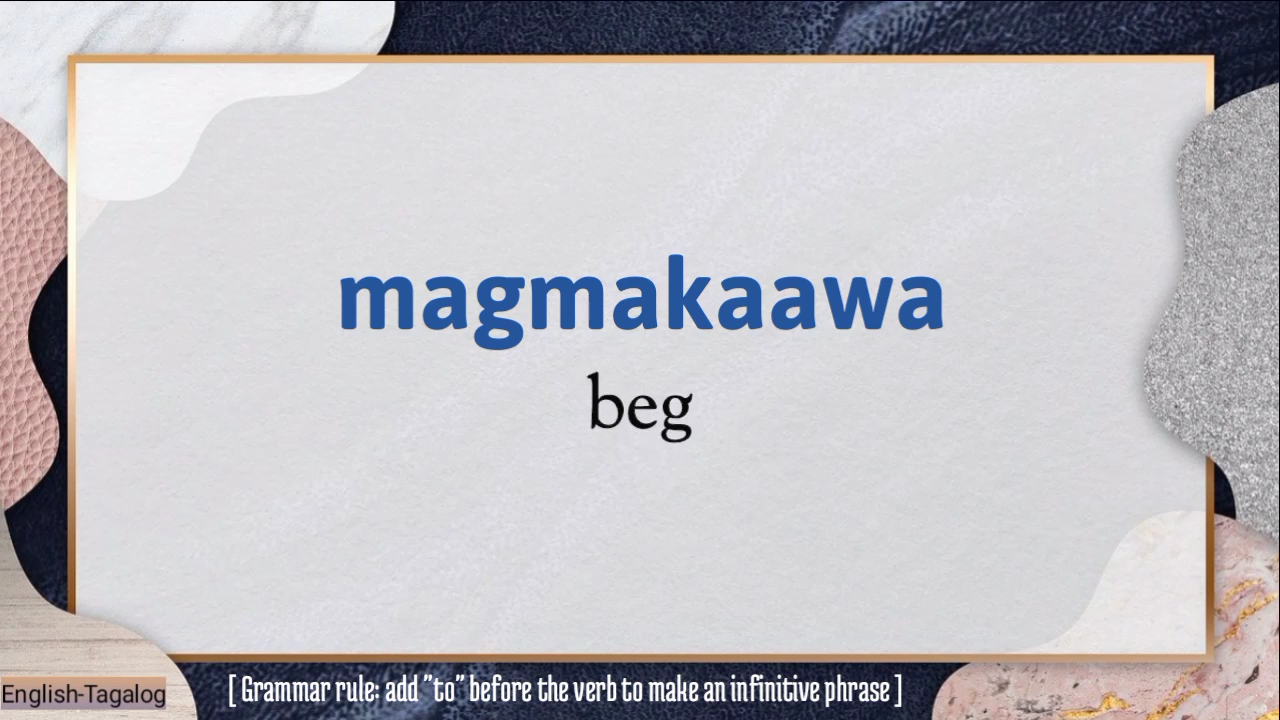 magmakaawa
beg
[ Grammar rule: add "to" before the verb to make an infinitive phrase ]
English-Tagalog